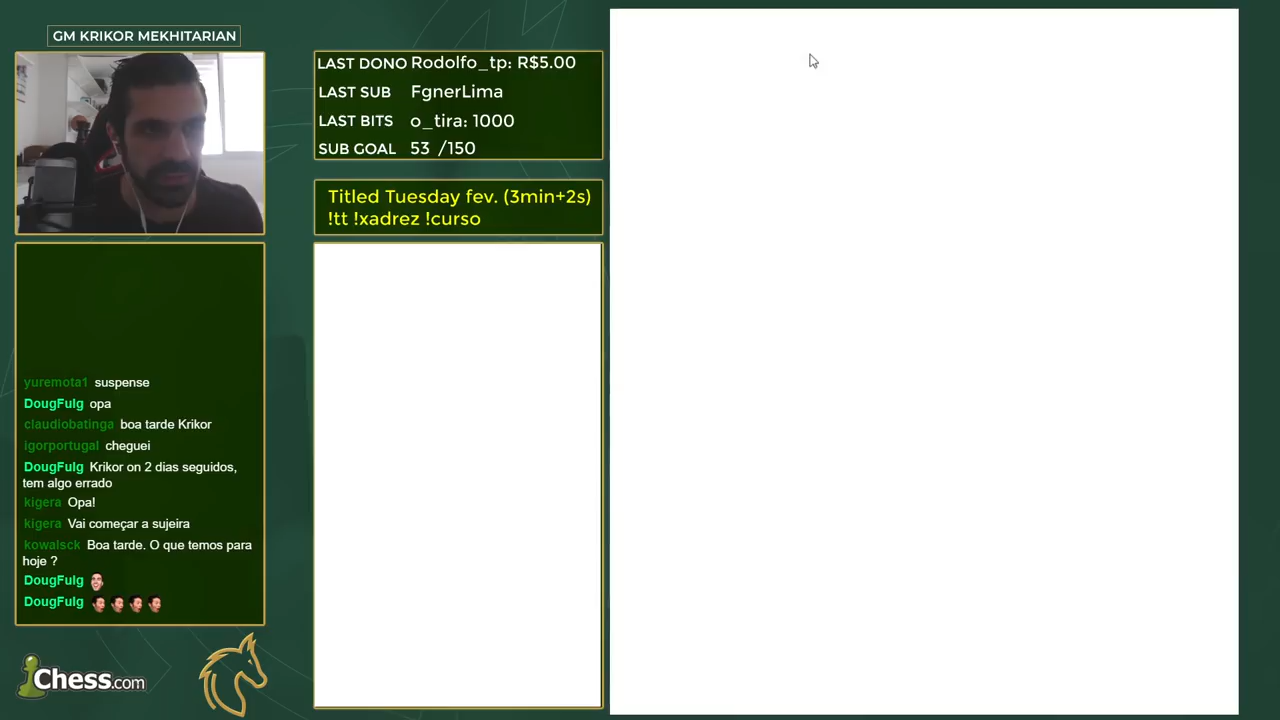 GM KRIKOR MEKHITARIAN
LAST DONO Rodolfo_tp: R$5.00
LAST SUB FgnerLima
LAST BITS o_tira: 1000
SUB GOAL 53 /150
Titled Tuesday fev. (3min+2s)
!tt !xadrez !curso
yuremota1 suspense
DougFulg opa
claudiobatinga boa tarde Krikor
igorportugal cheguei
DougFulg Krikor on 2 dias seguidos,
tem algo errado
kigera Opa!
kigera Vai começar a sujeira
kowalsck Boa tarde. O que temos para
hoje ?
DougFulg
DougFulg
Chess.com